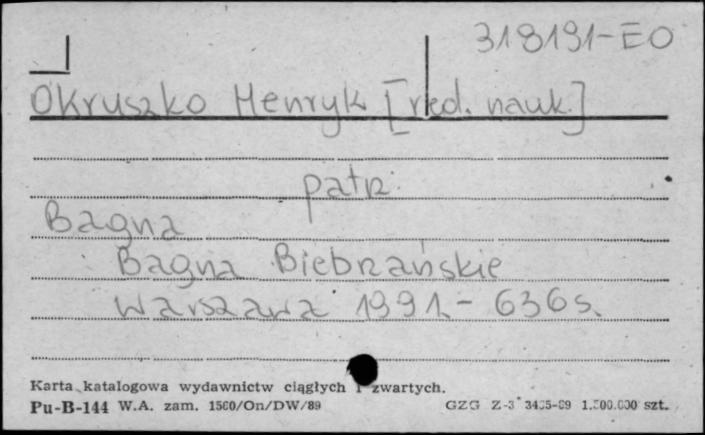 318191-EO
Okruszko Henryk [red. nauk.]
patrz
Bagna
Bagna Biebrzańskie
Warszawa 1991. - 636 s.
Karta katalogowa wydawnictw ciągłych i zwartych.
Pu-B-144 W.A. zam. 1560/On/DW/89 GZG Z-3 3435-89 1.500.000 szt.